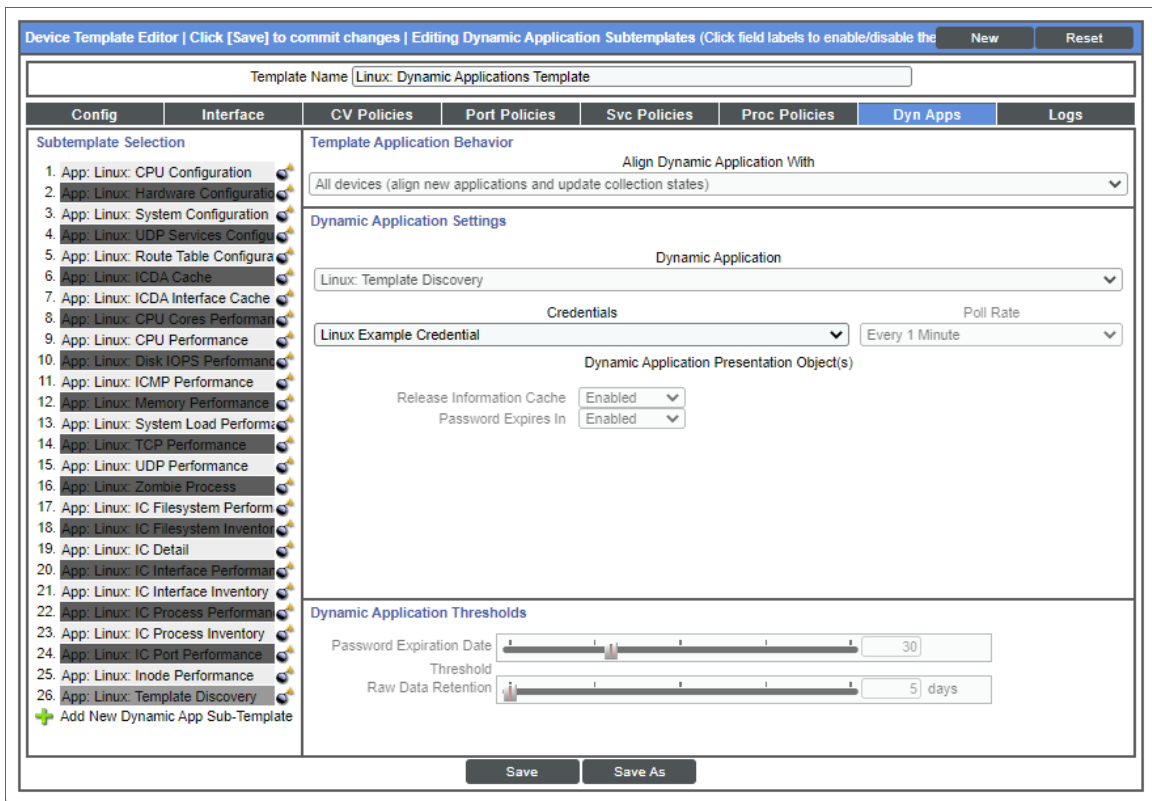 Device Template Editor | Click [Save] to commit changes | Editing Dynamic Application Subtemplates (Click field labels to enable/disable the
New
Reset
Template Name Linux: Dynamic Applications Template
Config
Interface
CV Policies
Port Policies
Svc Policies
Proc Policies
Dyn Apps
Logs
Subtemplate Selection
1. App: Linux: CPU Configuration
2. App: Linux: Hardware Configuratio
3. App: Linux: System Configuration
4. App: Linux: UDP Services Configu
5. App: Linux: Route Table Configura
6. App: Linux: ICDA Cache
7. App: Linux: ICDA Interface Cache
8. App: Linux: CPU Cores Performan
9. App: Linux: CPU Performance
10. App: Linux: Disk IOPS Performanc
11. App: Linux: ICMP Performance
12. App: Linux: Memory Performance
13. App: Linux: System Load Performa
14. App: Linux: TCP Performance
15. App: Linux: UDP Performance
16. App: Linux: Zombie Process
17. App: Linux: IC Filesystem Perform
18. App: Linux: IC Filesystem Inventor
19. App: Linux: IC Detail
20. App: Linux: IC Interface Performan
21. App: Linux: IC Interface Inventory
22. App: Linux: IC Process Performan
23. App: Linux: IC Process Inventory
24. App: Linux: IC Port Performance
25. App: Linux: Inode Performance
26. App: Linux: Template Discovery
Add New Dynamic App Sub-Template
Template Application Behavior
Align Dynamic Application With
All devices (align new applications and update collection states)
Dynamic Application Settings
Dynamic Application
Linux: Template Discovery
Credentials
Poll Rate
Linux Example Credential
Every 1 Minute
Dynamic Application Presentation Object(s)
Release Information Cache Enabled
Password Expires In Enabled
Dynamic Application Thresholds
Password Expiration Date 30
Threshold
Raw Data Retention 5 days
Save
Save As